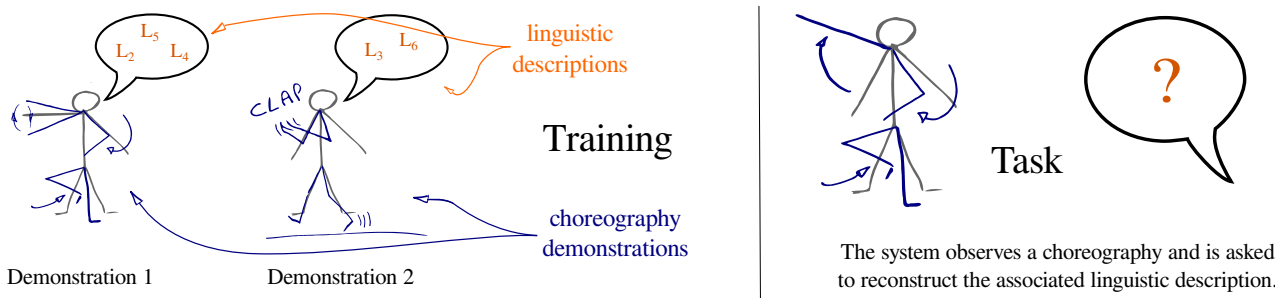 L5
L2
L4
L6
L3
CLAP
linguistic
descriptions
Training
choreography
demonstrations
Demonstration 1
Demonstration 2
?
Task
The system observes a choreography and is asked
to reconstruct the associated linguistic description.